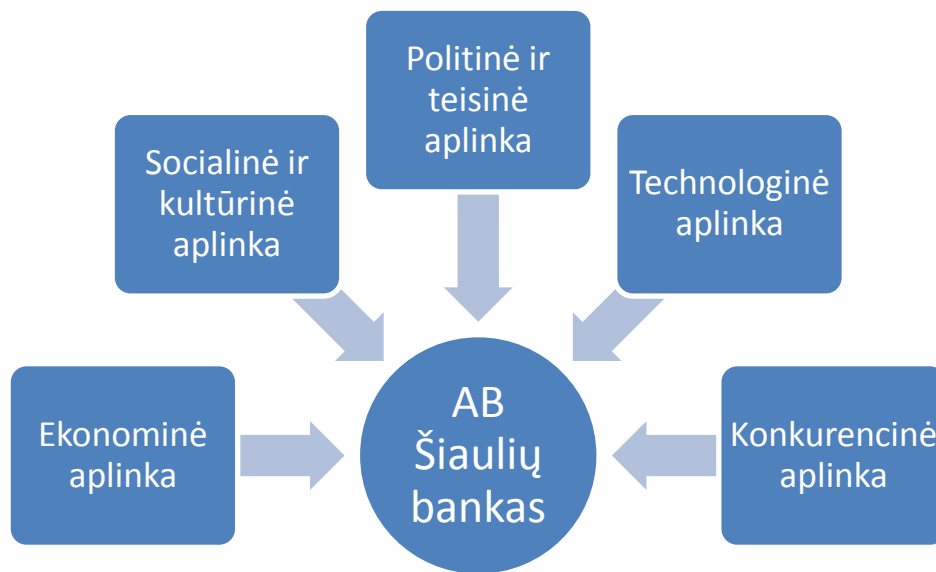 Politinė ir
teisinė
aplinka
Socialinė ir
kultūrinė
aplinka
Technologinė
aplinka
Ekonominė
aplinka
AB
Šiaulių
bankas
Konkurencinė
aplinka